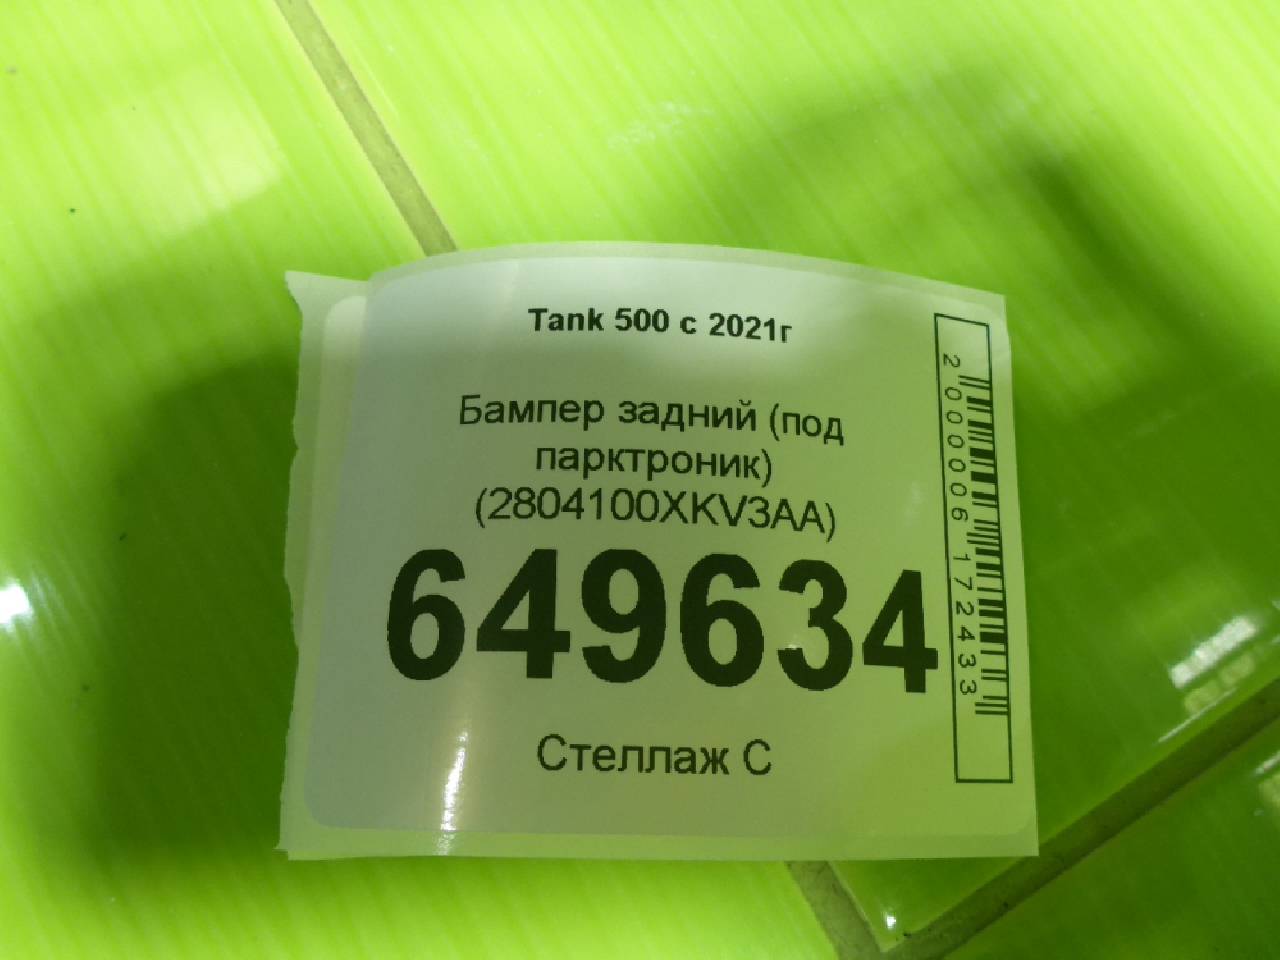 Tank 500 с 2021г
Бампер задний (под
парктроник)
(2804100XKV3AA)
649634
Стеллаж С
2000006172433